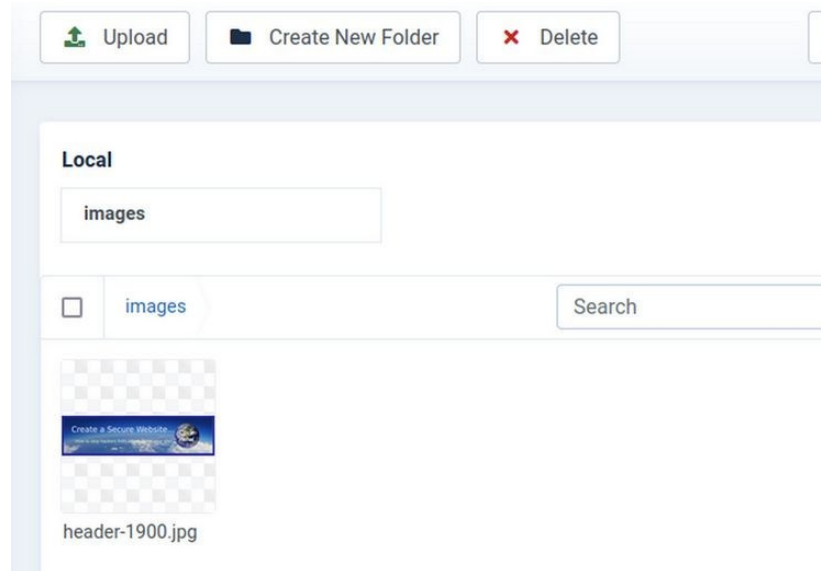 Upload
Create New Folder
Delete
Local
images
images
Search
Create a Secure Website...
header-1900.jpg